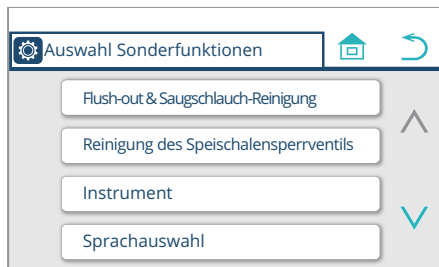 Auswahl Sonderfunktionen
Flush-out & Saugschlauch-Reinigung
Reinigung des Speischalensperrventils
Instrument
Sprachauswahl